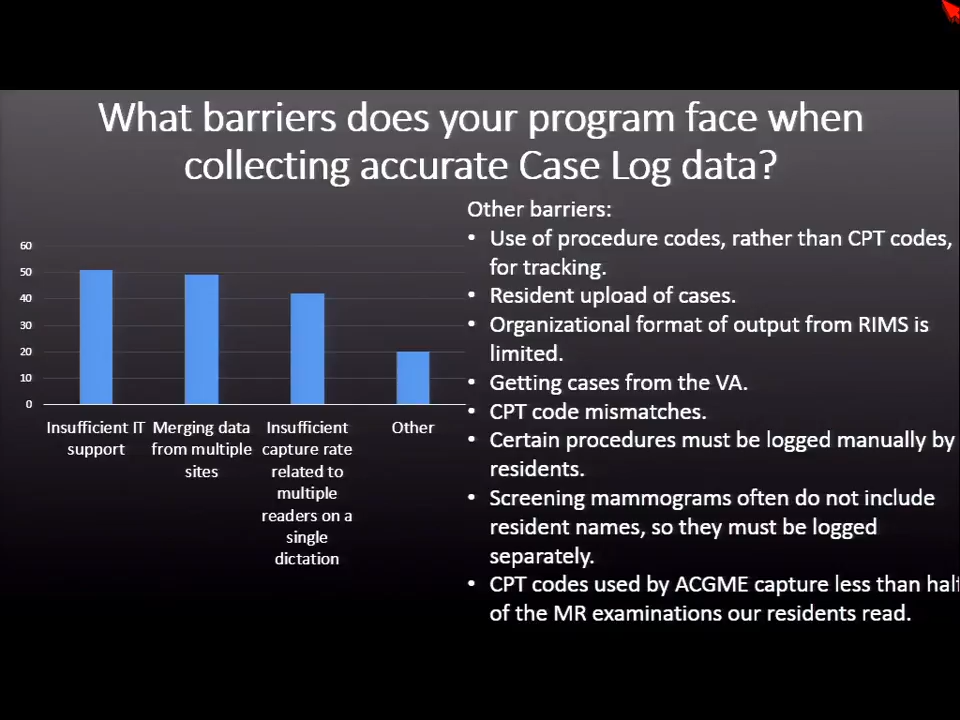 What barriers does your program face when
collecting accurate Case Log data?
60
50
40
30
20
10
0
Insufficient IT
support
Merging data
from multiple
sites
Insufficient
capture rate
related to
multiple
readers on a
single
dictation
Other
Other barriers:
• Use of procedure codes, rather than CPT codes,
for tracking.
• Resident upload of cases.
• Organizational format of output from RIMS is
limited.
• Getting cases from the VA.
• CPT code mismatches.
• Certain procedures must be logged manually by
residents.
• Screening mammograms often do not include
resident names, so they must be logged
separately.
• CPT codes used by ACGME capture less than half
of the MR examinations our residents read.